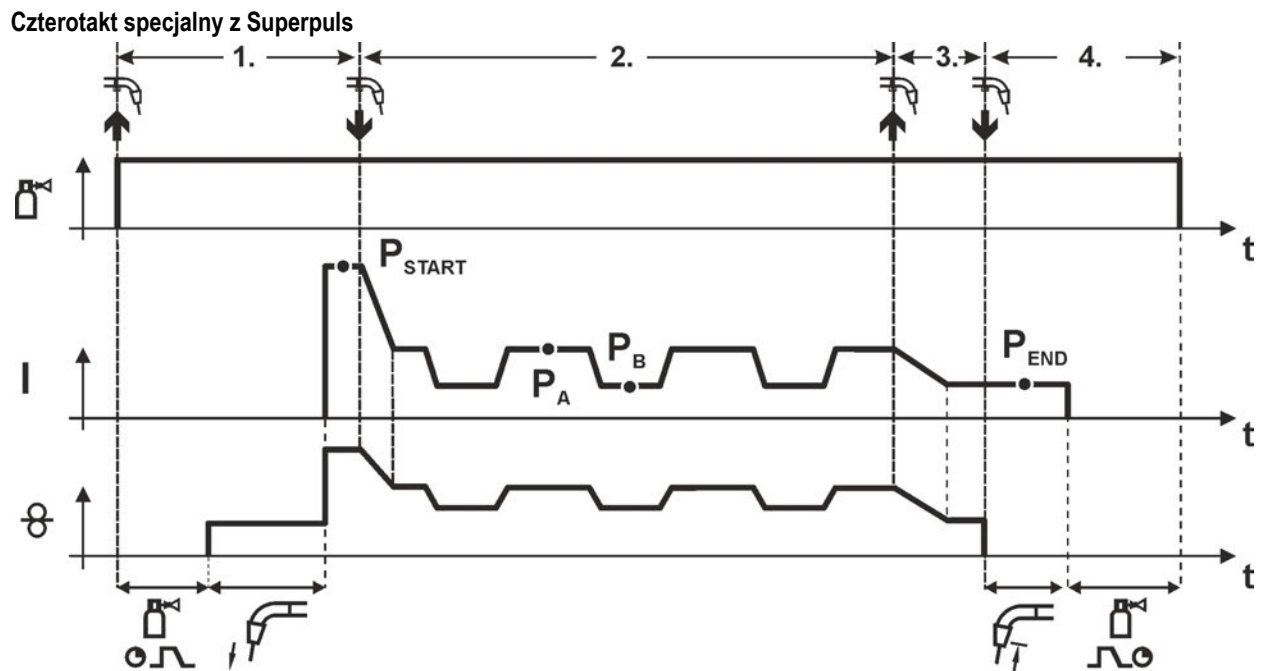 Czterotakt specjalny z Superpuls
1. 2. 3. 4.
t
P START
P B
P END
I
P A
t
t